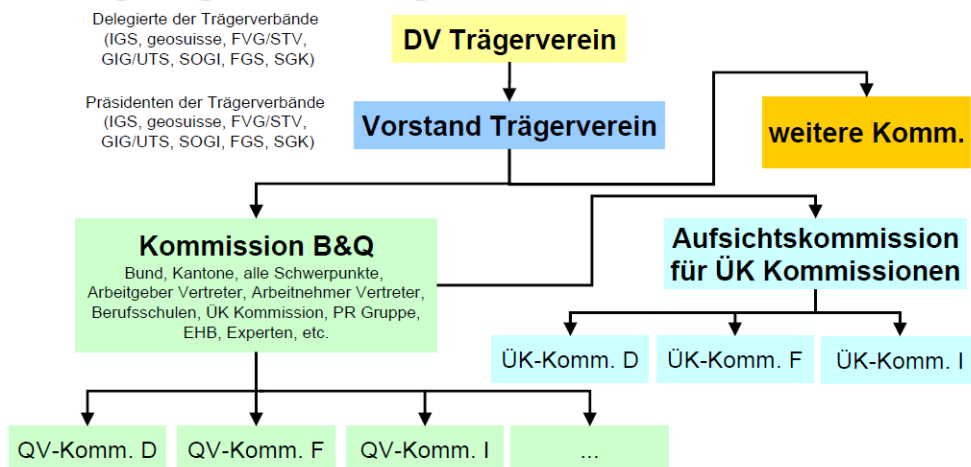 Delegierte der Trägerverbände
(IGS, geosuisse, FVG/STV,
GIG/UTS, SOGI, FGS, SGK)
DV Trägerverein
Präsidenten der Trägerverbände
(IGS, geosuisse, FVG/STV,
GIG/UTS, SOGI, FGS, SGK)
Vorstand Trägerverein
weitere Komm.
Kommission B&Q
Bund, Kantone, alle Schwerpunkte,
Arbeitgeber Vertreter, Arbeitnehmer Vertreter,
Berufsschulen, ÜK Kommission, PR Gruppe,
EHB, Experten, etc.
Aufsichtskommission
für ÜK Kommissionen
ÜK-Komm. D
ÜK-Komm. F
ÜK-Komm. I
QV-Komm. D
QV-Komm. F
QV-Komm. I
...